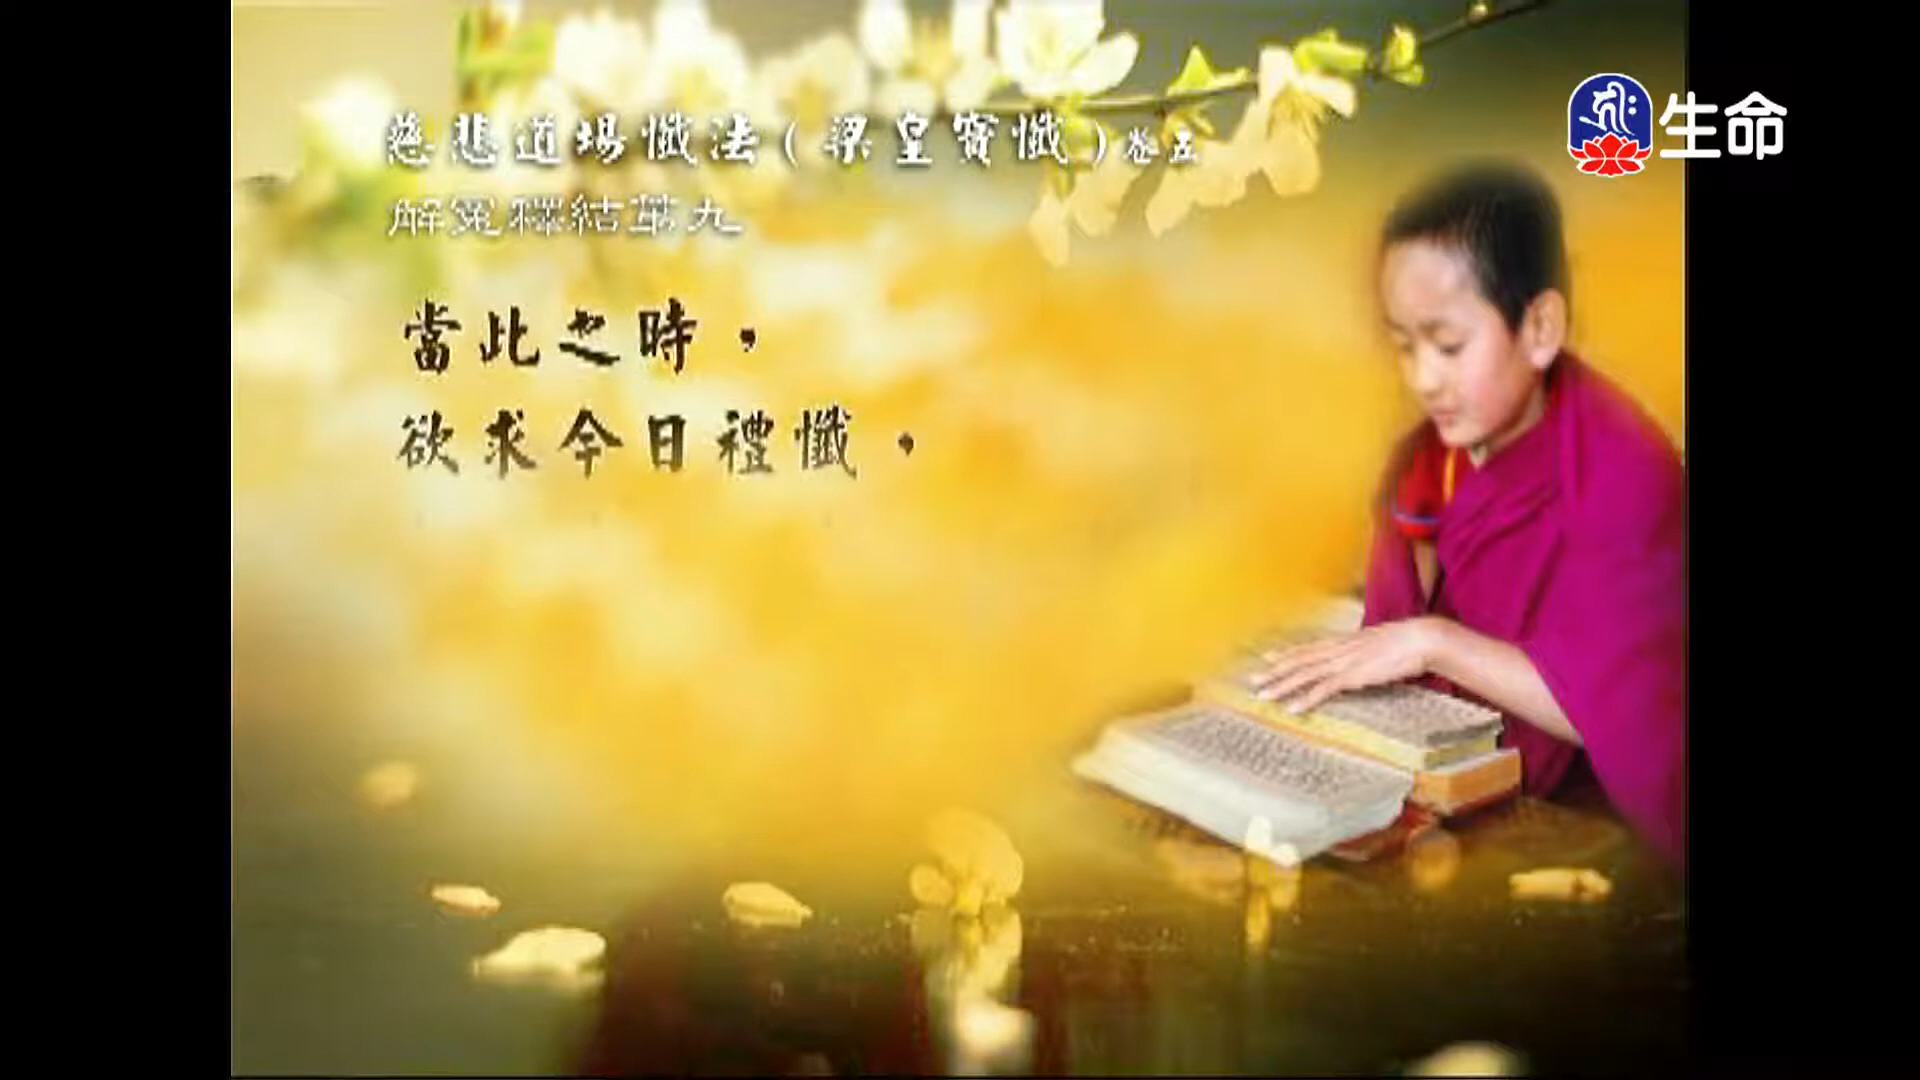 生命
慈悲道場懺法(梁皇寶懺)卷五
解冤釋結第九
當此之時，
欲求今日禮懺，